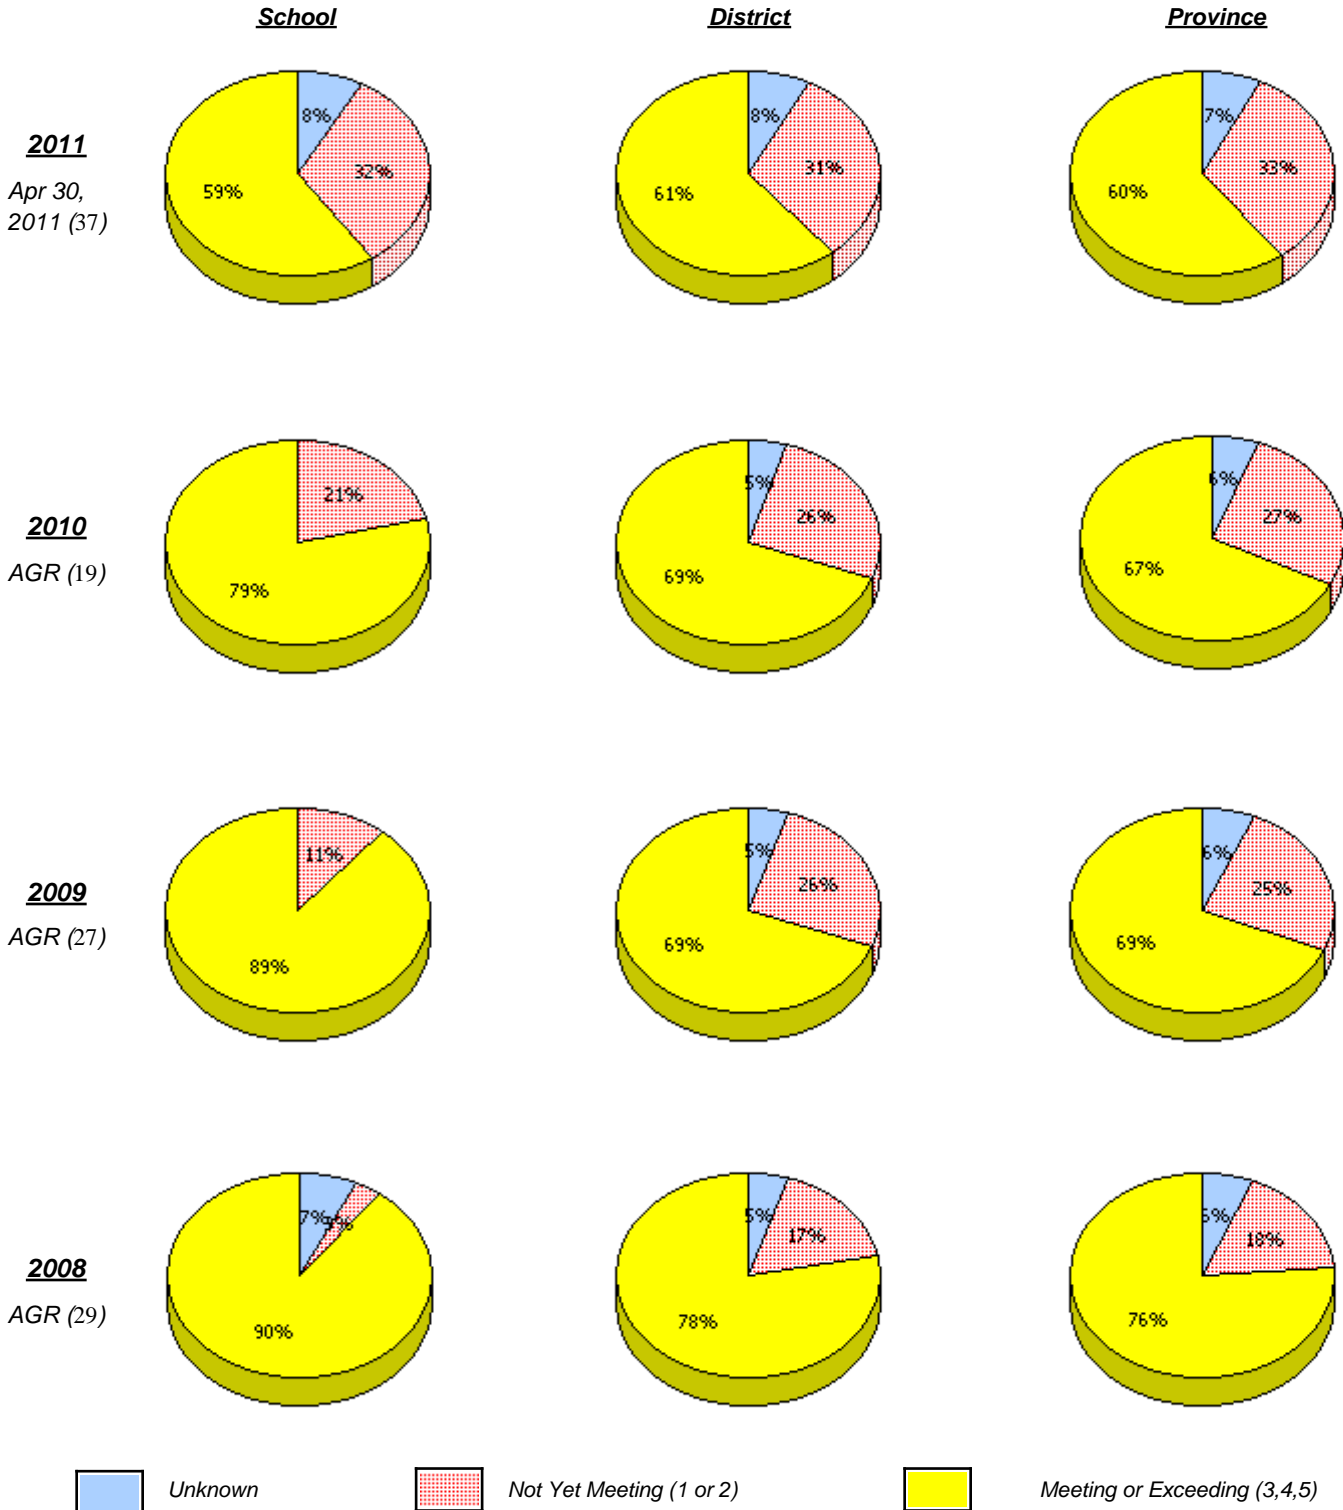 School District Province
2011
Apr 30,
2011 (37)
8% 32% 59%
8% 31% 61%
7% 33% 60%
2010
AGR (19)
21% 79%
5% 26% 69%
6% 27% 67%
2009
AGR (27)
11% 89%
5% 26% 69%
6% 25% 69%
2008
AGR (29)
7% 90%
5% 17% 78%
18% 76%
Unknown Not Yet Meeting (1 or 2) Meeting or Exceeding (3,4,5)